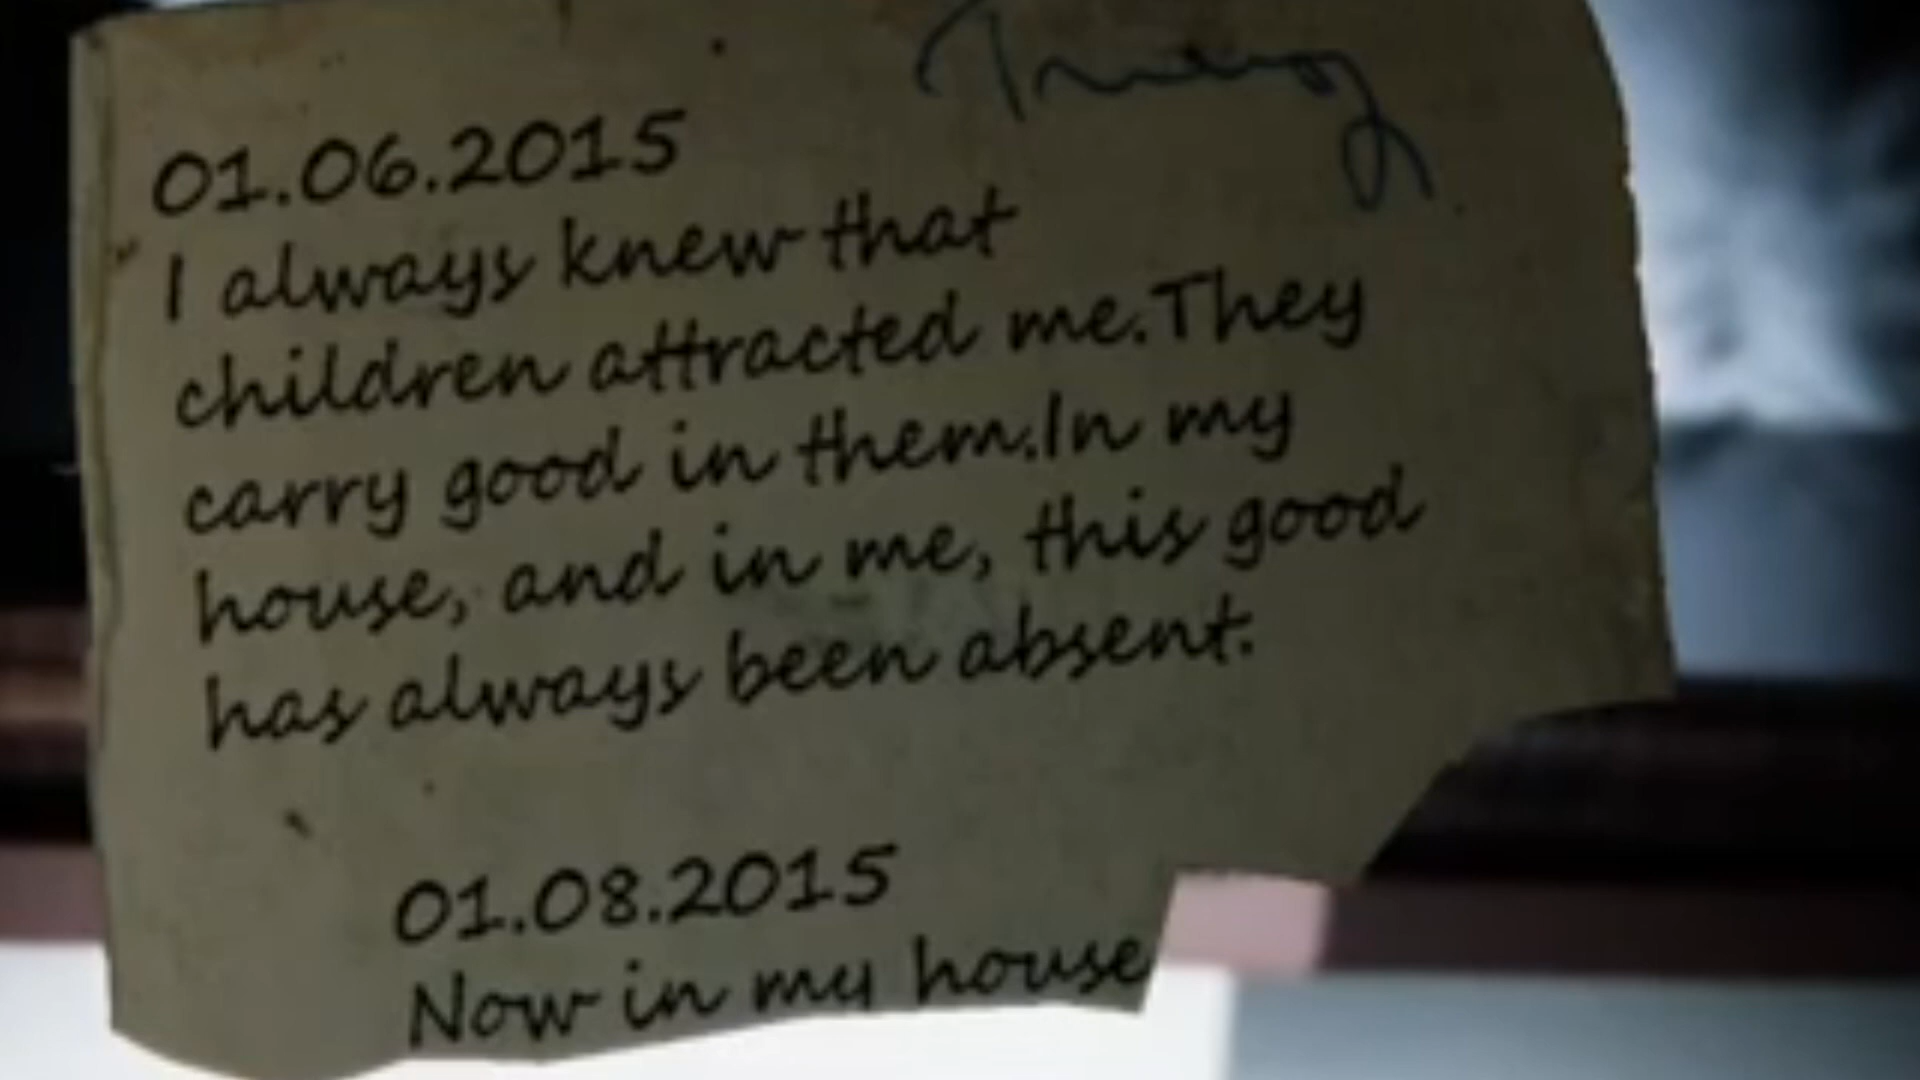 01.06.2015
I always knew that
children attracted me.They
carry good in them.In my
house, and in me, this good
has always been absent.
01.08.2015
Now in my house